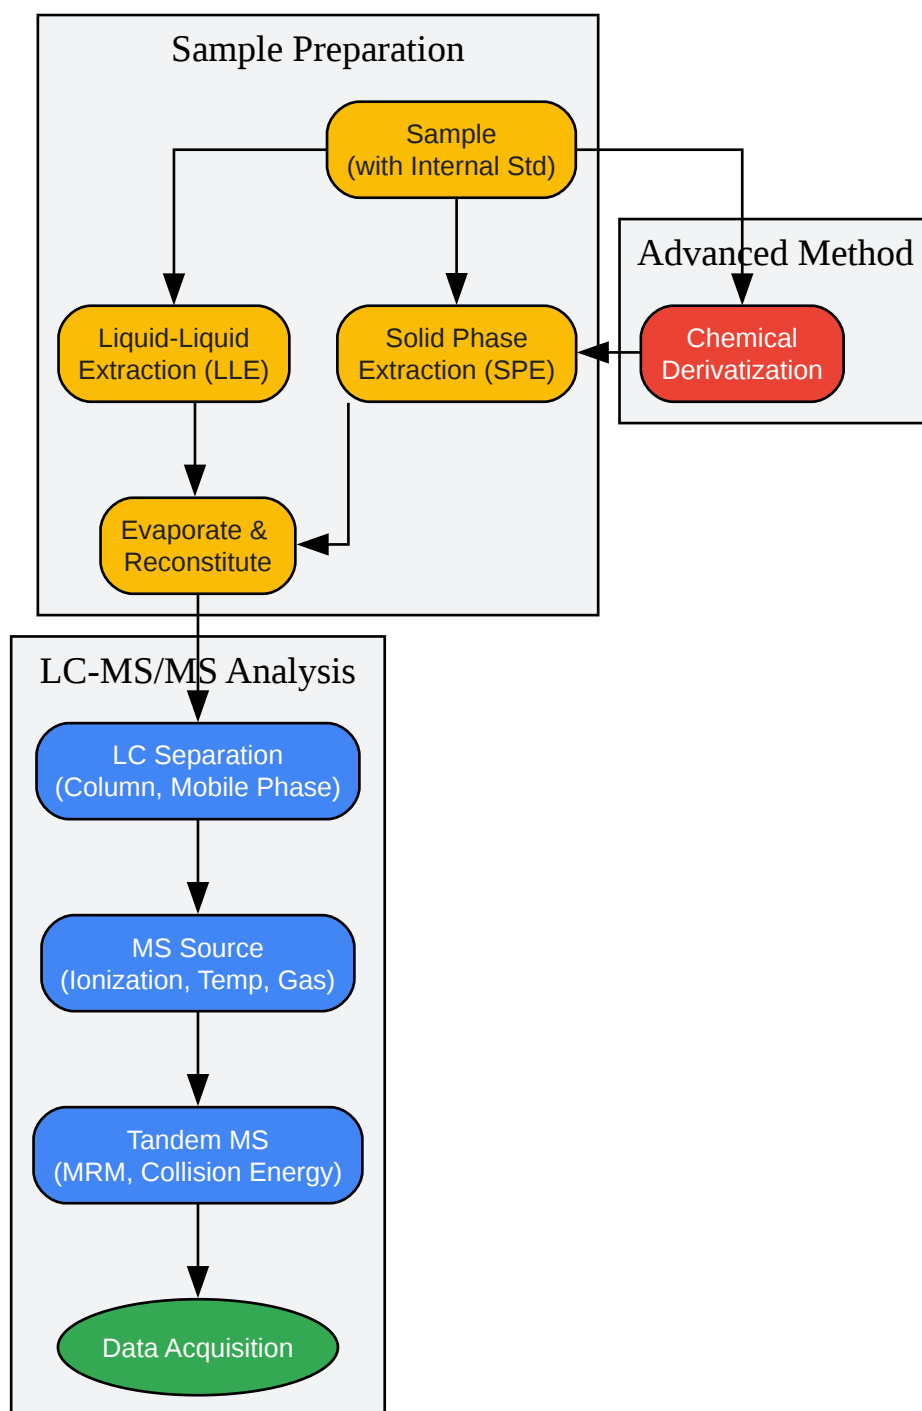 Sample Preparation
Sample
(with Internal Std)
Advanced Method
Liquid-Liquid
Extraction (LLE)
Solid Phase
Extraction (SPE)
Chemical
Derivatization
Evaporate &
Reconstitute
LC-MS/MS Analysis
LC Separation
(Column, Mobile Phase)
MS Source
(Ionization, Temp, Gas)
Tandem MS
(MRM, Collision Energy)
Data Acquisition